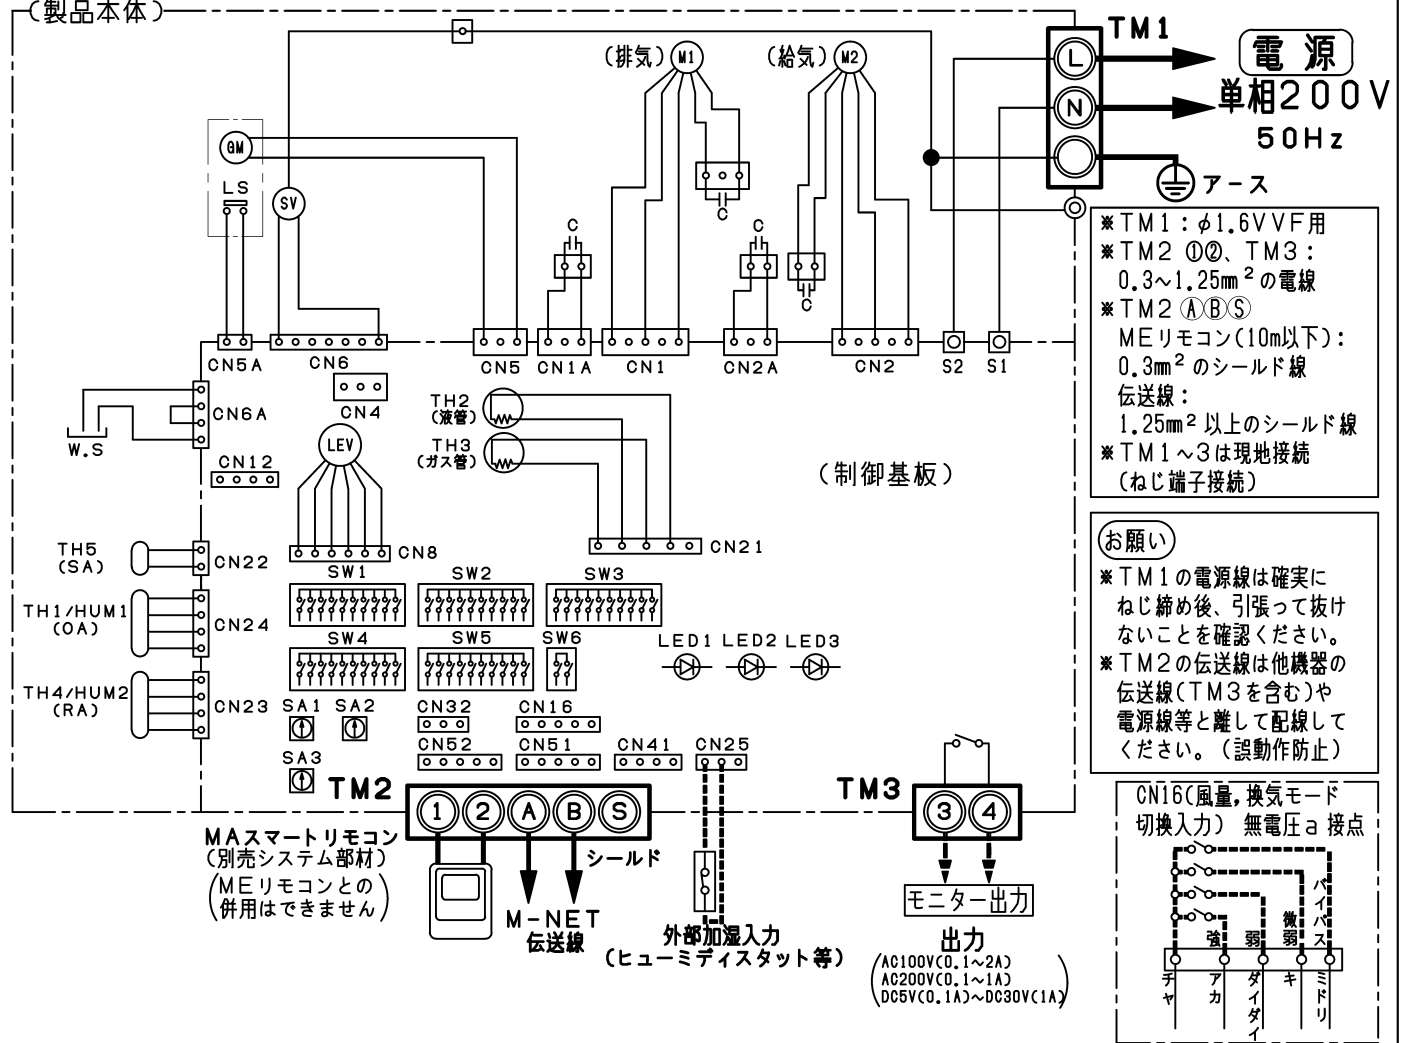 (製品本体)
TM1
L
N
電源
単相200V
50Hz
アース
(排気)
M1
(給気)
M2
GM
LS
SV
C
C
C
C
CN5A
CN6
CN5
CN1A
CN1
CN2A
CN2
S2
S1
CN4
CN6A
W.S
LEV
TH2
(液管)
TH3
(ガス管)
(制御基板)
CN12
CN8
CN21
TH5
(SA)
CN22
TH1/HUM1
(OA)
CN24
TH4/HUM2
(RA)
CN23
SW1
SW2
SW3
SW4
SW5
SW6
LED1
LED2
LED3
SA1
SA2
SA3
CN32
CN16
CN52
CN51
CN41
CN25
TM2
1
2
A
B
S
TM3
3
4
MAスマートリモコン
(別売システム部材)
(MEリモコンとの
併用はできません)
シールド
M-NET
伝送線
外部加湿入力
(ヒューミディスタット等)
モニター出力
出力
(AC100V(0.1~2A)
AC200V(0.1~1A)
DC5V(0.1A)~DC30V(1A))
※TM1:φ1.6VVF用
※TM2 ①②、TM3:
0.3~1.25mm²の電線
※TM2 ⒶⒷⓈ
MEリモコン(10m以下):
0.3mm²のシールド線
伝送線:
1.25mm²以上のシールド線
※TM1~3は現地接続
(ねじ端子接続)
お願い
※TM1の電源線は確実に
ねじ締め後、引張って抜け
ないことを確認ください。
※TM2の伝送線は他機器の
伝送線(TM3を含む)や
電源線等と離して配線して
ください。(誤動作防止)
CN16(風量,換気モード
切換入力) 無電圧a接点
強
弱
微弱
バイパス
チャ
アカ
ダイダイ
キ
ミドリ